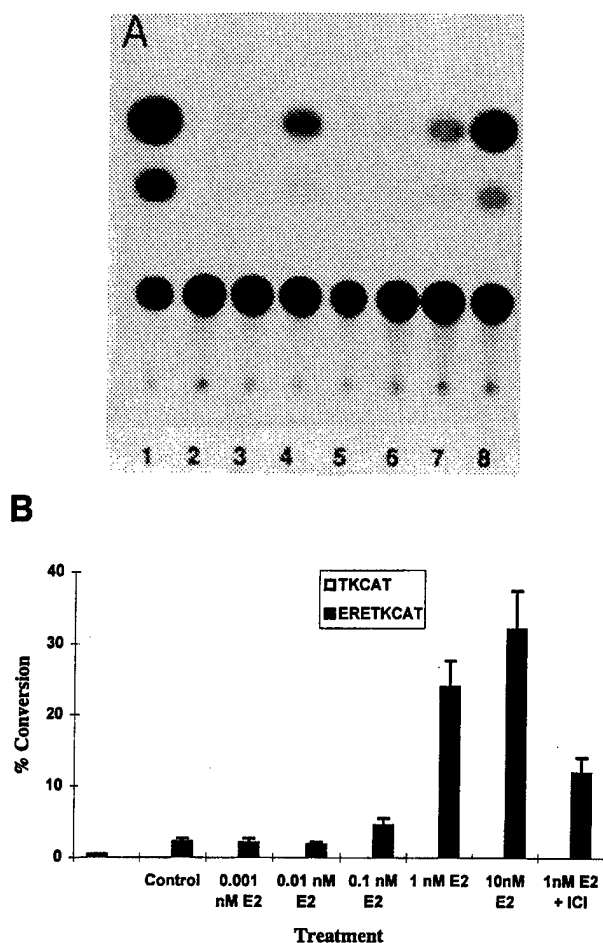 A
1 2 3 4 5 6 7 8
B
40
30
20
10
0
% Conversion
TKCAT
ERETKCAT
Control
0.001 nM E2
0.01 nM E2
0.1 nM E2
1 nM E2
10nM E2
1nM E2 + ICI
Treatment